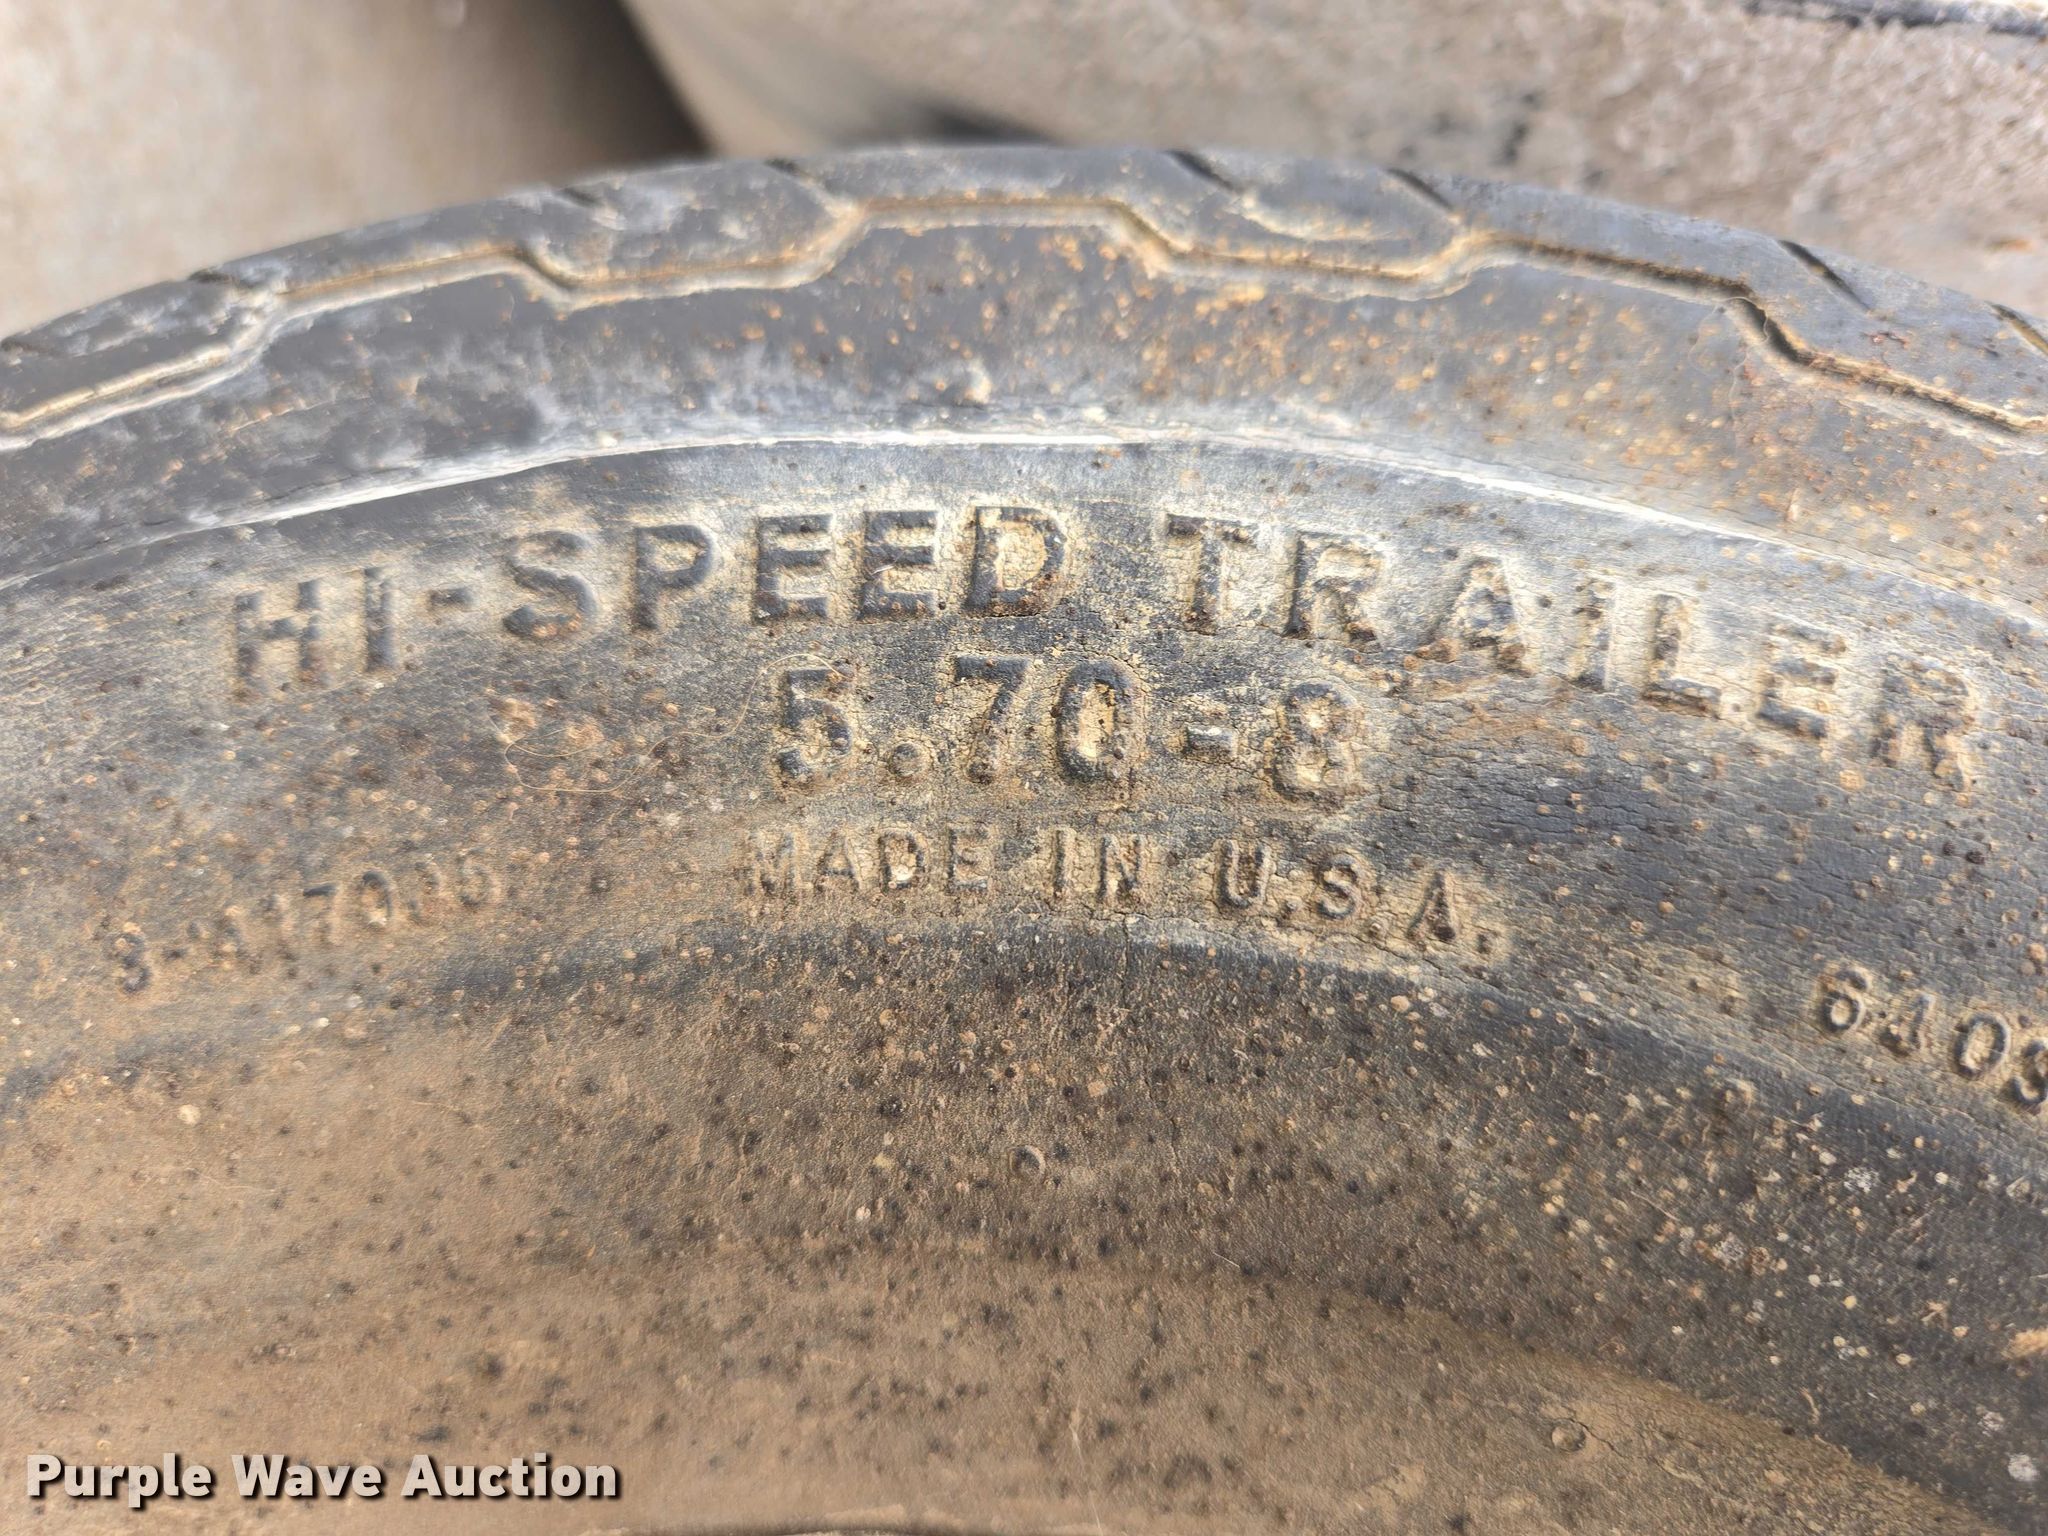 HI-SPEED TRAILER
5.70-8
MADE IN U.S.A.
Purple Wave Auction